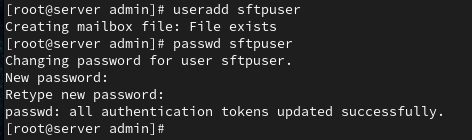 [root@server admin]# useradd sftpuser
Creating mailbox file: File exists
[root@server admin]# passwd sftpuser
Changing password for user sftpuser.
New password:
Retype new password:
passwd: all authentication tokens updated successfully.
[root@server admin]#